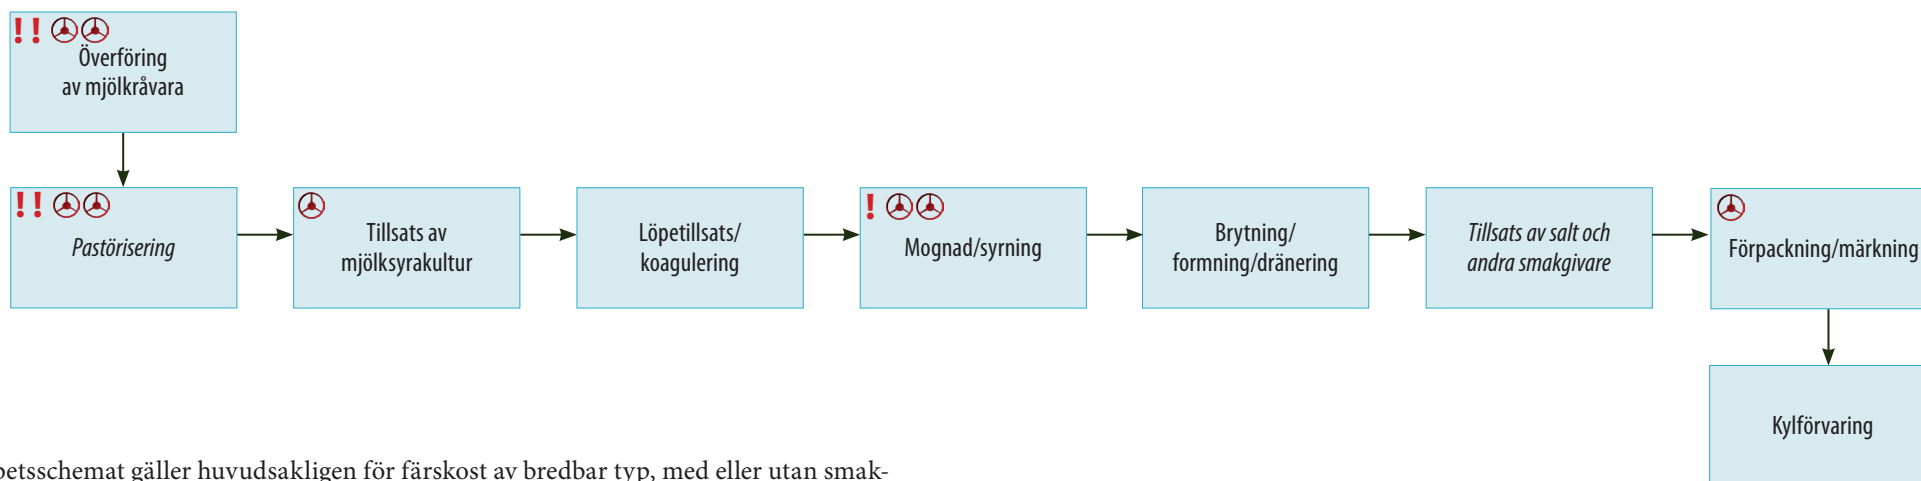 Överföring
av mjölkråvara
Pastörisering
Tillsats av
mjölksyrakultur
Löpetillsats/
koagulering
Mognad/syrning
Brytning/
formning/dränering
Tillsats av salt och
andra smakgivare
Förpackning/märkning
Kylförvaring
betsschemat gäller huvudsakligen för färskost av bredbar typ, med eller utan smak-